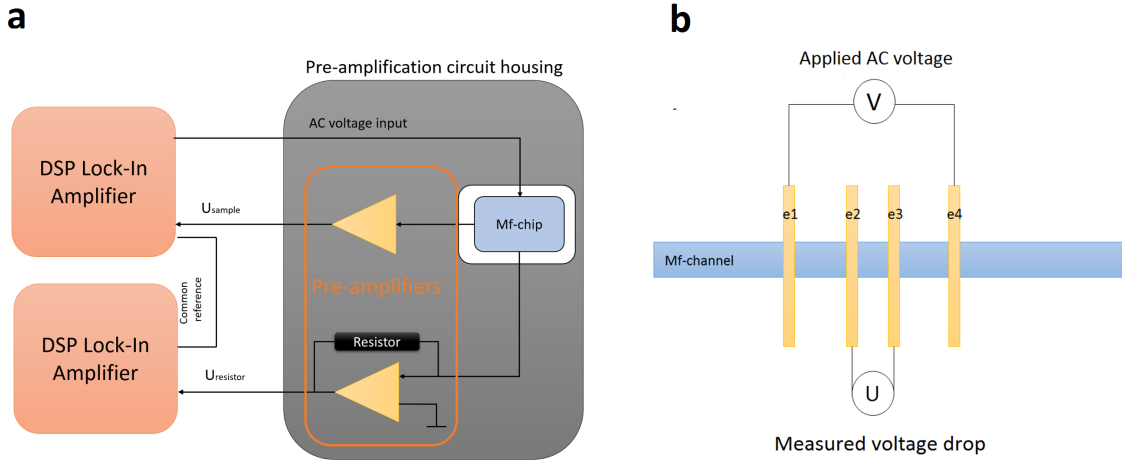 a
Pre-amplification circuit housing
AC voltage input
DSP Lock-In
Amplifier
Usample
Mf-chip
Pre-amplifiers
Common
reference
Resistor
DSP Lock-In
Amplifier
Uresistor
b
Applied AC voltage
V
e1
e2
e3
e4
Mf-channel
U
Measured voltage drop